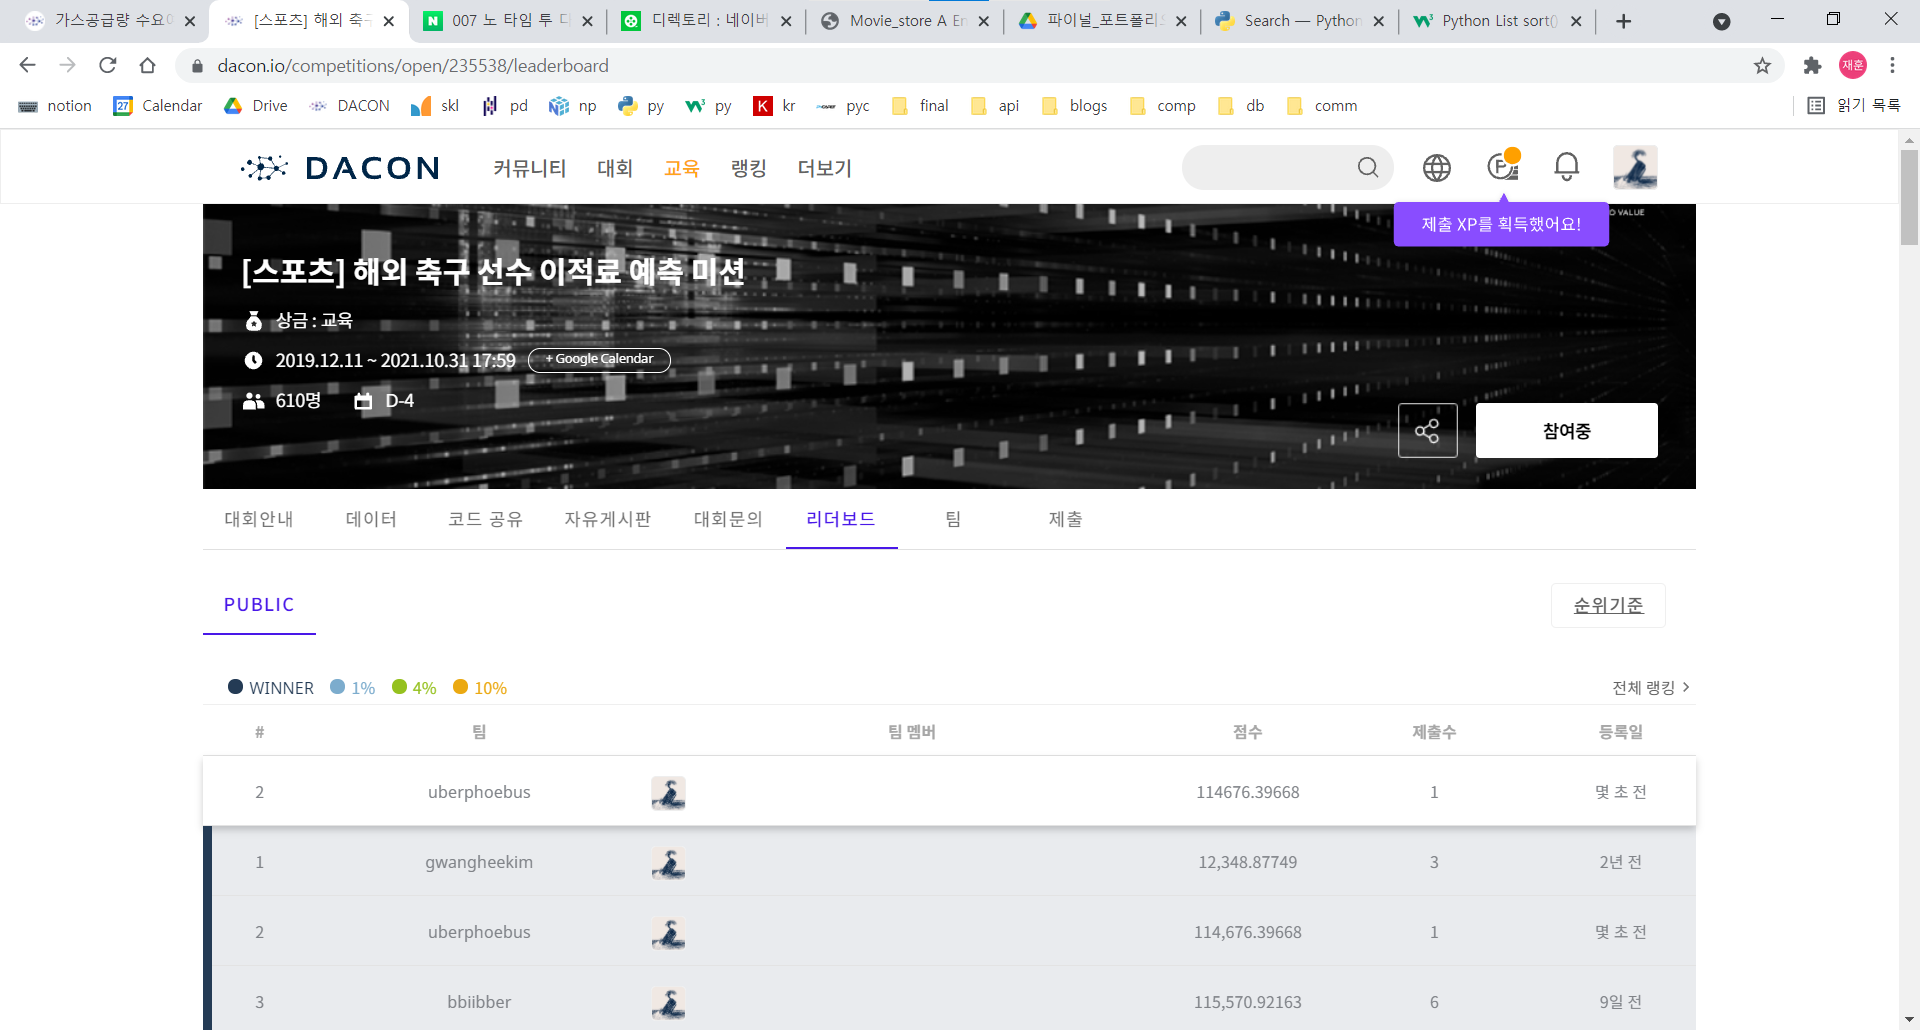 가스공급량 수요
[스포츠] 해외 축구
007 노 타임 투 다
디렉토리 : 네이버
Movie_store A En
파이널_포트폴리오
Search — Python
Python List sort()
dacon.io/competitions/open/235538/leaderboard
재훈
notion
27 Calendar
Drive
DACON
skl
pd
np
py
py
K kr
pyc
final
api
blogs
comp
db
comm
읽기 목록
DACON
커뮤니티
대회
교육
랭킹
더보기
P
O VALUE
제출 XP를 획득했어요!
[스포츠] 해외 축구 선수 이적료 예측 미션
상금 : 교육
2019.12.11 ~ 2021.10.31 17:59
+ Google Calendar
610명
D-4
참여중
대회안내
데이터
코드 공유
자유게시판
대회문의
리더보드
팀
제출
PUBLIC
순위기준
WINNER
1%
4%
10%
전체 랭킹 >
# 팀 팀 멤버 점수 제출수 등록일
2 uberphoebus 114676.39668 1 몇 초 전
1 gwangheekim 12,348.87749 3 2년 전
2 uberphoebus 114,676.39668 1 몇 초 전
3 bbiibber 115,570.92163 6 9일 전